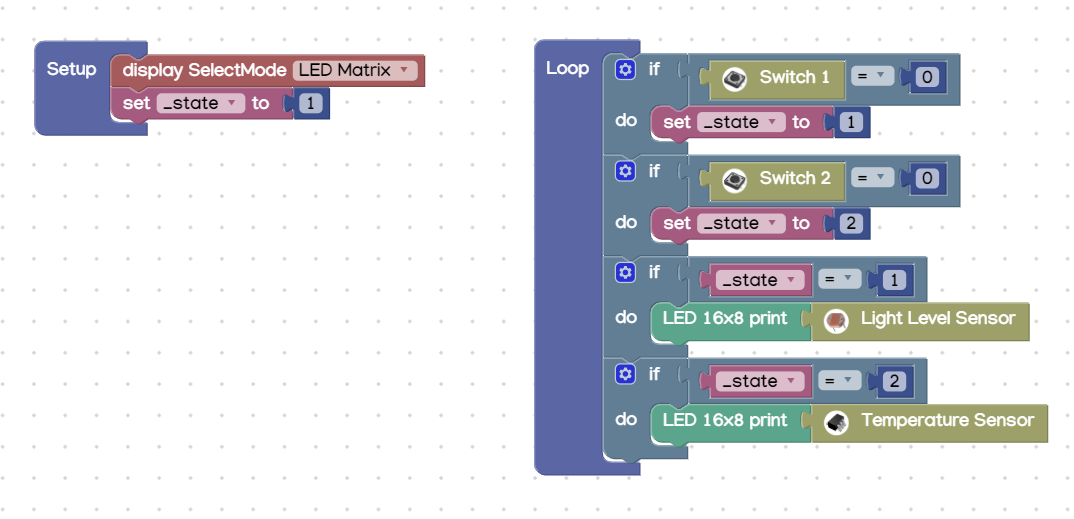 Setup
display SelectMode LED Matrix
set _state to 1
Loop
if Switch 1 = 0
do set _state to 1
if Switch 2 = 0
do set _state to 2
if _state = 1
do LED 16x8 print Light Level Sensor
if _state = 2
do LED 16x8 print Temperature Sensor